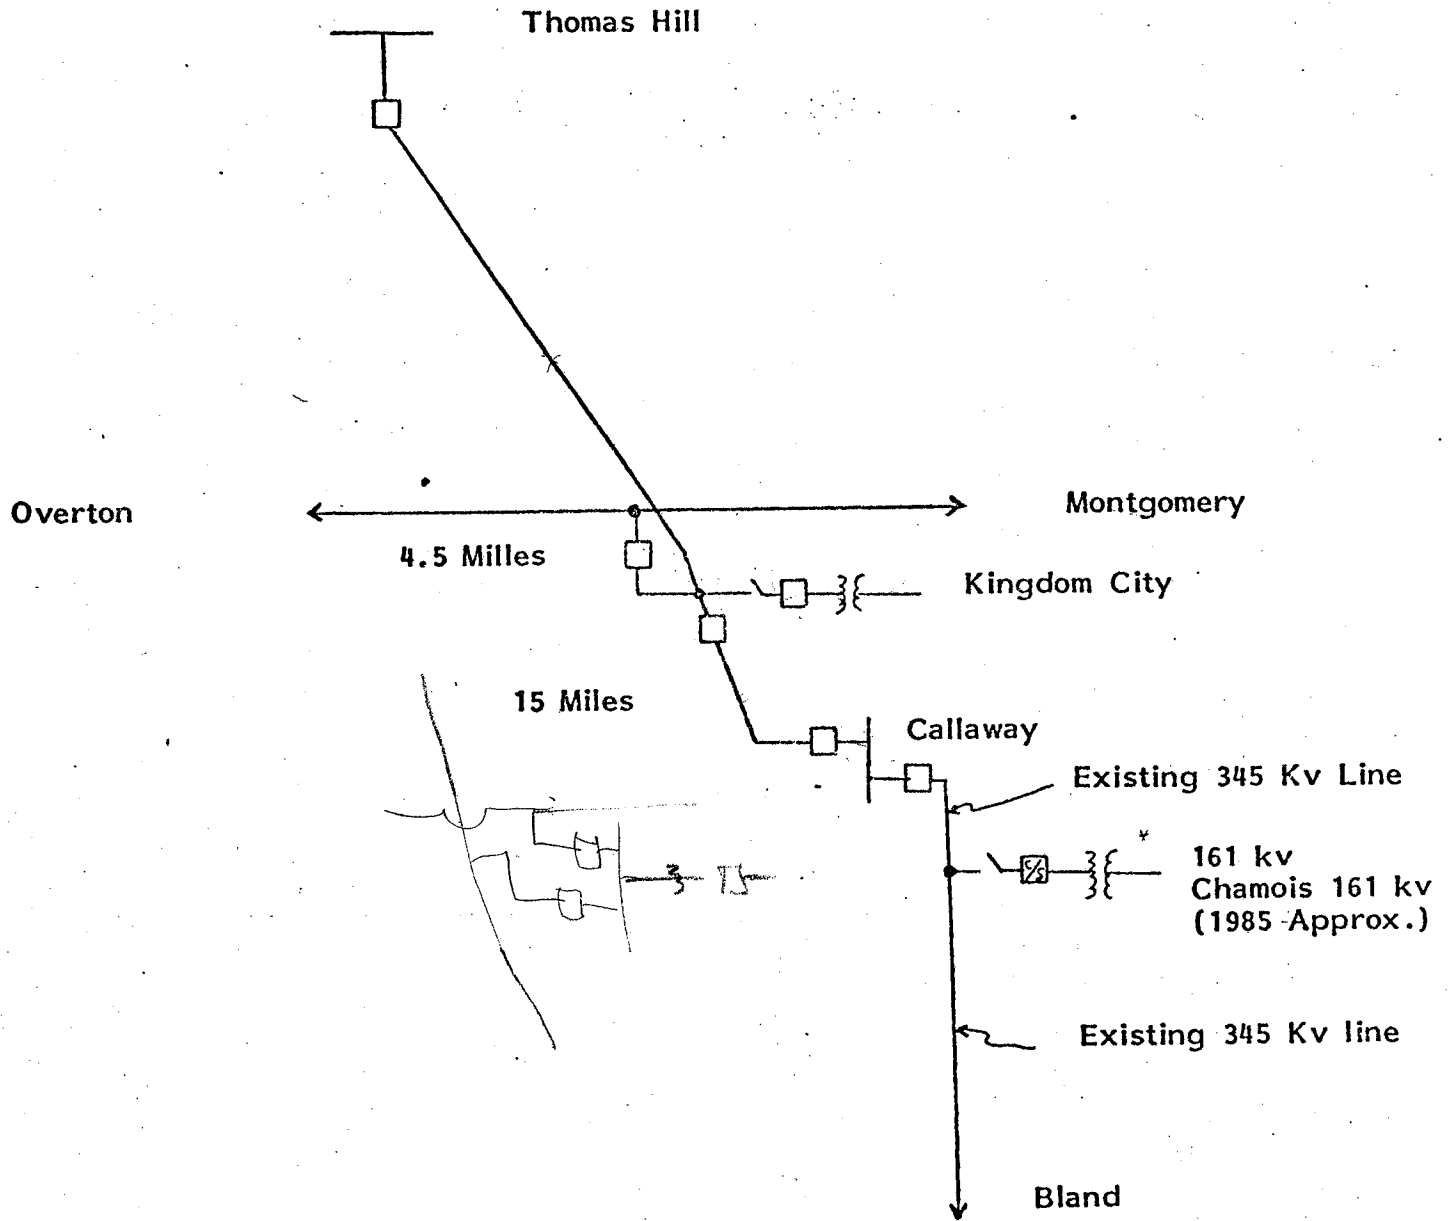 Thomas Hill
Overton
Montgomery
4.5 Milles
Kingdom City
15 Miles
Callaway
Existing 345 Kv Line
*
161 kv
Chamois 161 kv
(1985 Approx.)
Existing 345 Kv line
Bland